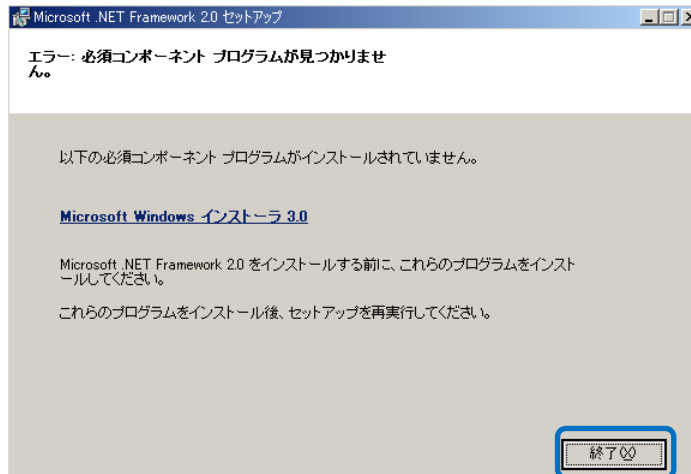 Microsoft .NET Framework 2.0 セットアップ
エラー: 必須コンポーネント プログラムが見つかりませ
ん。
以下の必須コンポーネント プログラムがインストールされていません。
Microsoft Windows インストーラ 3.0
Microsoft .NET Framework 2.0 をインストールする前に、これらのプログラムをインスト
ールしてください。
これらのプログラムをインストール後、セットアップを再実行してください。
終了(X)